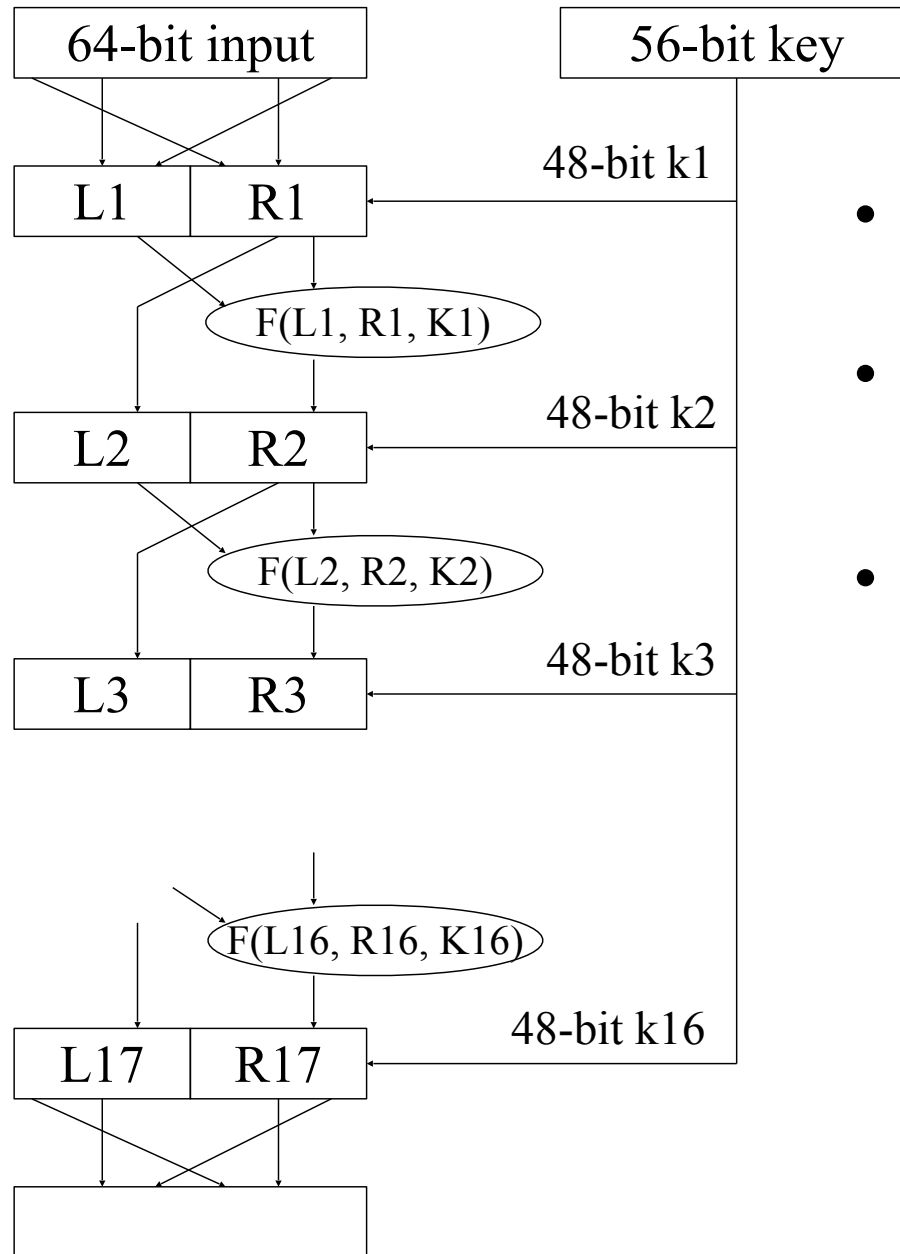 64-bit input
56-bit key
48-bit k1
L1 R1
•
F(L1, R1, K1)
•
48-bit k2
L2 R2
F(L2, R2, K2)
•
48-bit k3
L3 R3
F(L16, R16, K16)
48-bit k16
L17 R17